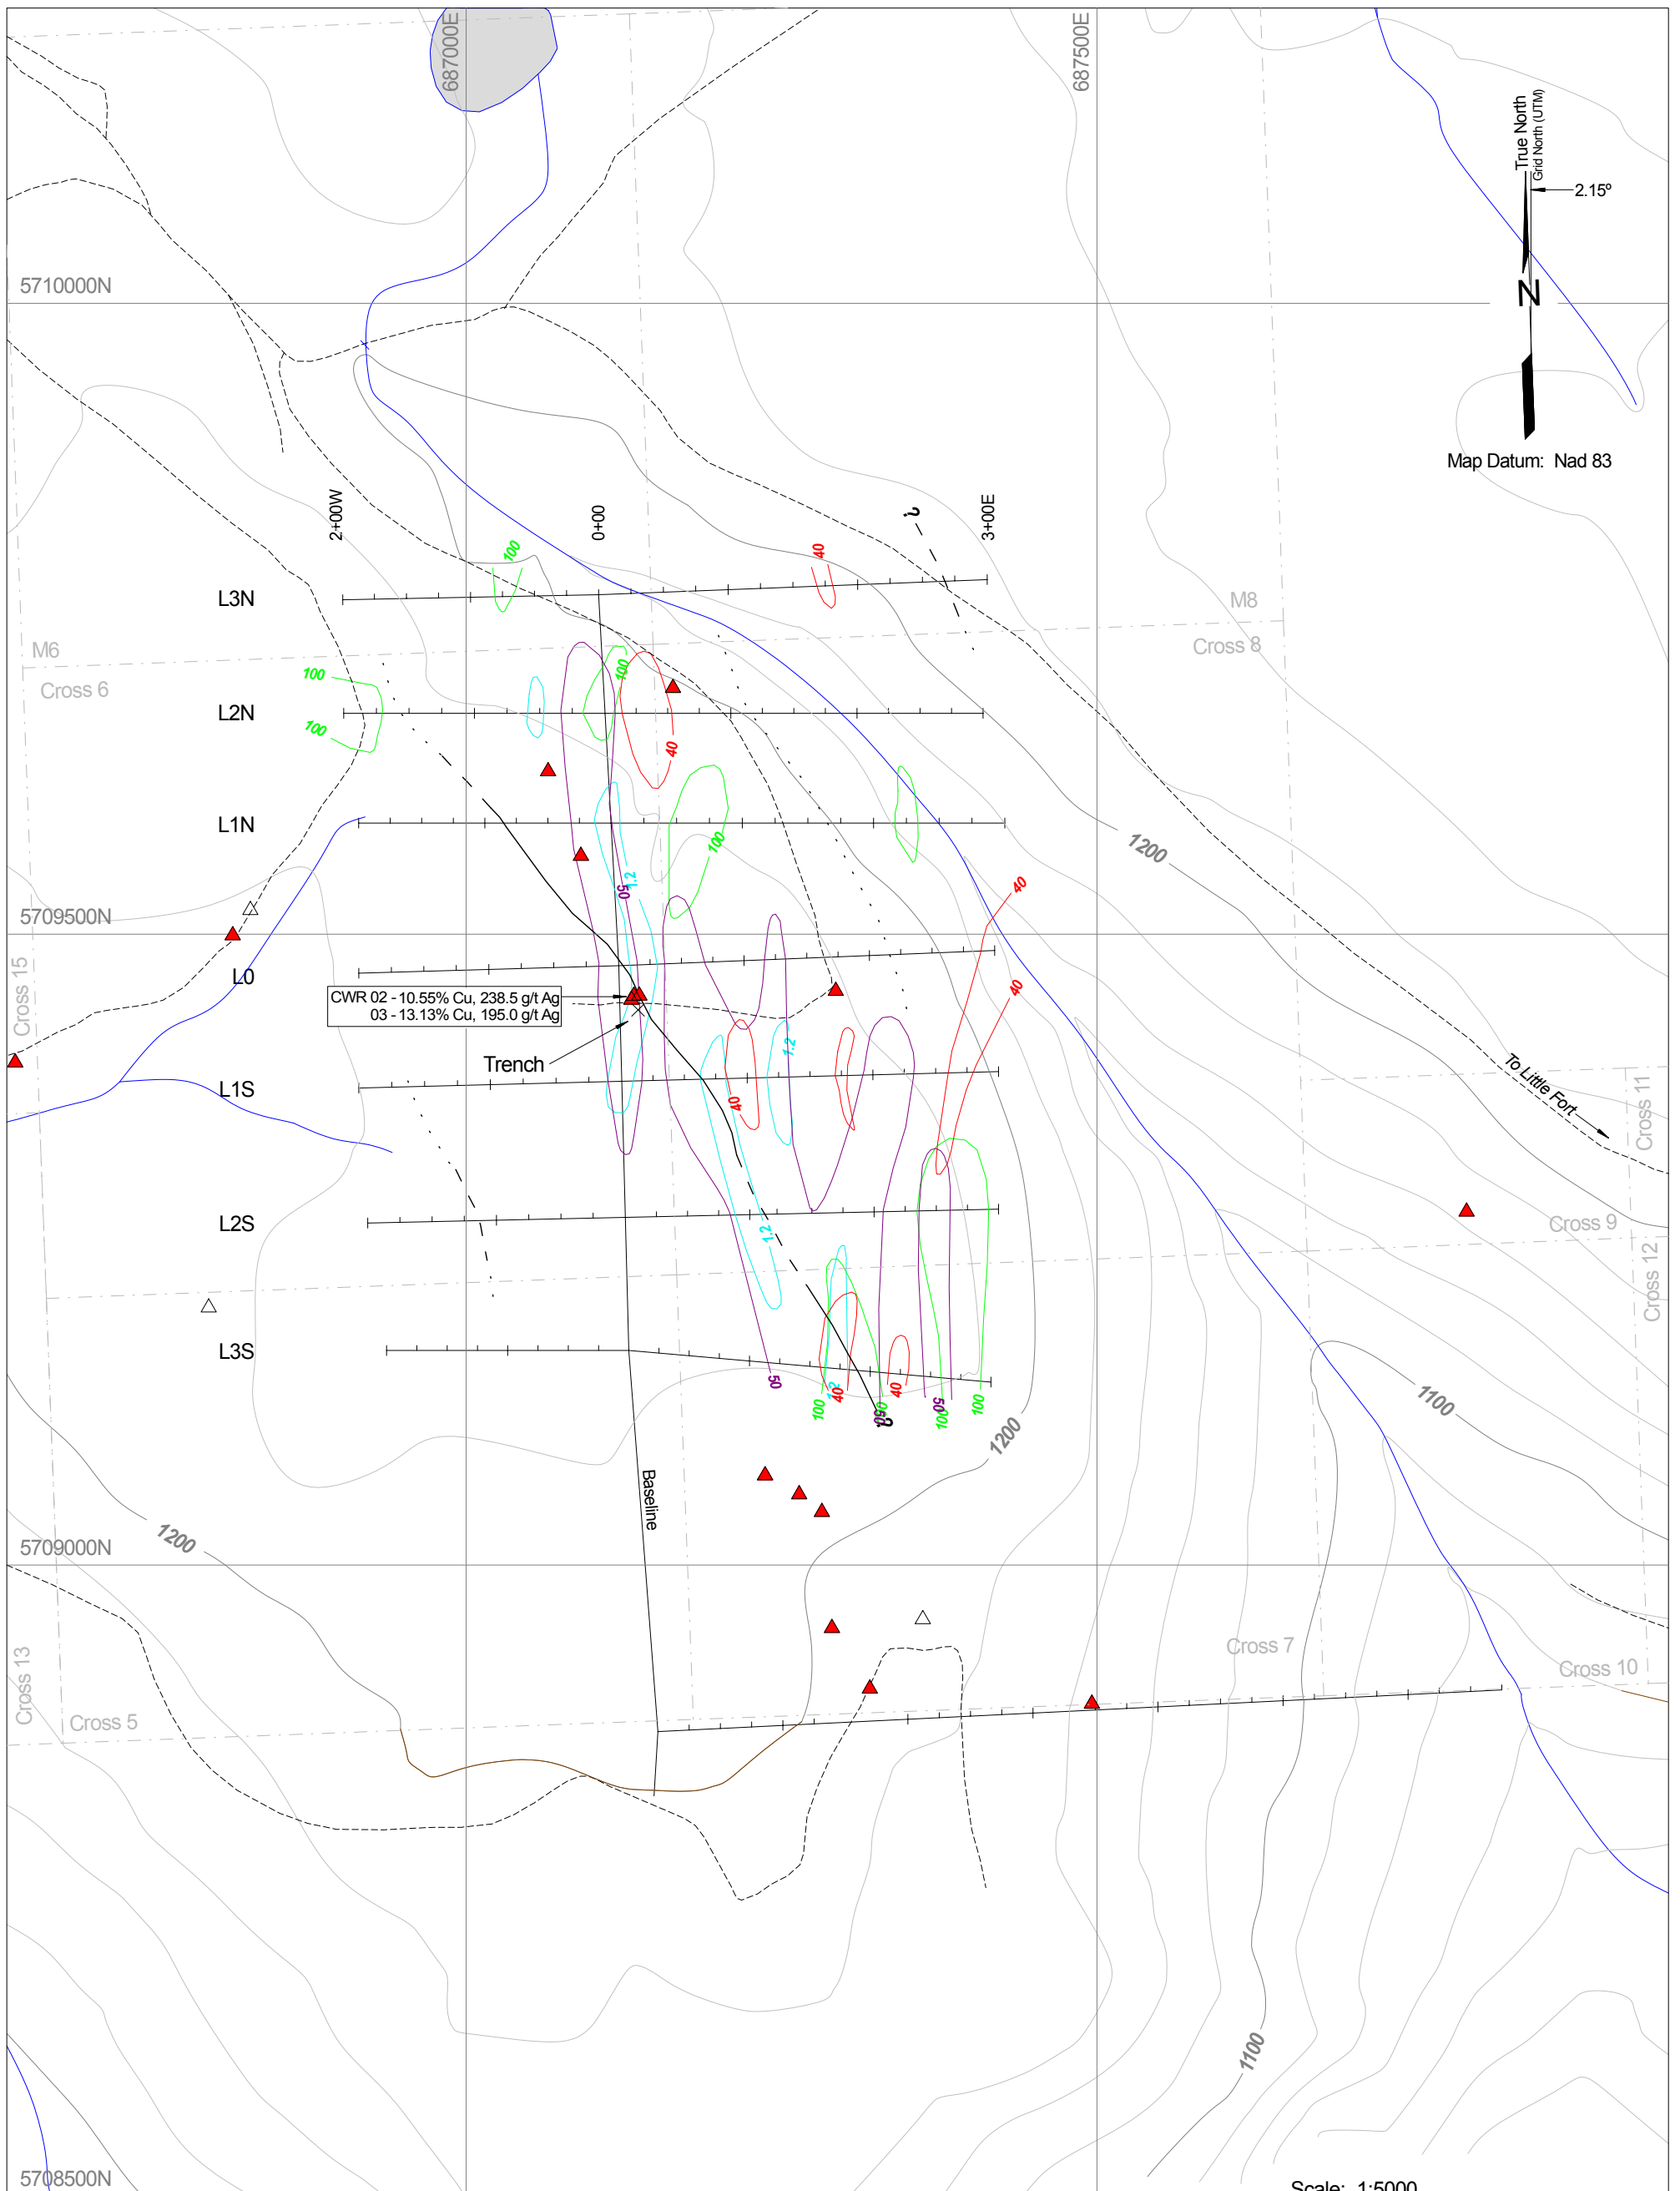 687000E
687500E
True North
Grid North (UTM)
2.15º
5710000N
N
Map Datum: Nad 83
2+00W
0+00
3+00E
?
100
40
L3N
M8
M6
Cross 8
Cross 6
100
100
L2N
100
40
L1N
100
1200
1.2
50
40
5709500N
L0
Cross 15
40
CWR 02 - 10.55% Cu, 238.5 g/t Ag
03 - 13.13% Cu, 195.0 g/t Ag
Trench
1.2
To Little Fort
L1S
40
Cross 11
L2S
1.2
Cross 9
Cross 12
L3S
50
1.2
40
40
100
50
100
50
100
?
1100
1200
Baseline
1200
5709000N
Cross 7
Cross 10
Cross 13
Cross 5
1100
5708500N